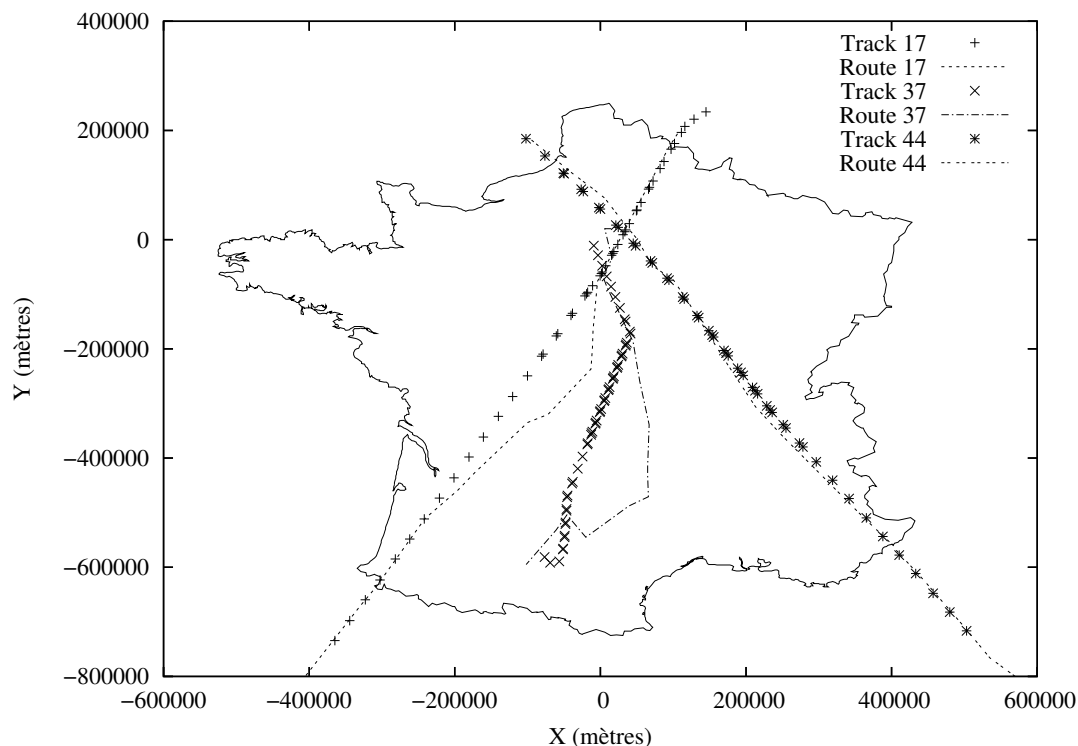 400000
200000
0
−200000
−400000
−600000
−800000
−600000
−400000
−200000
0
200000
400000
600000
Y (mètres)
X (mètres)
Track 17
Route 17
Track 37
Route 37
Track 44
Route 44